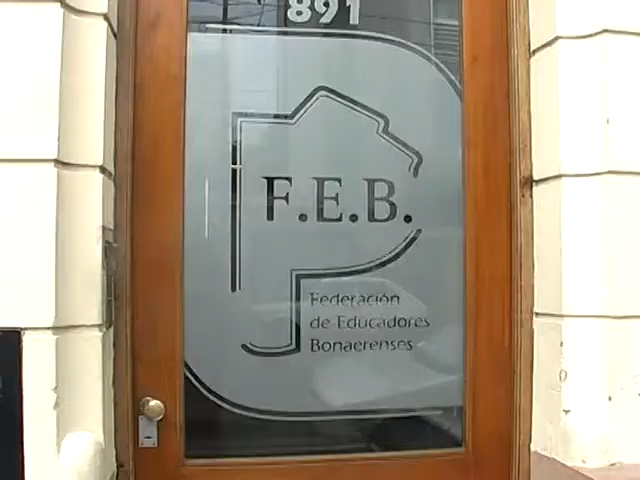 891
F.E.B.
Federación
de Educadores
Bonaerenses